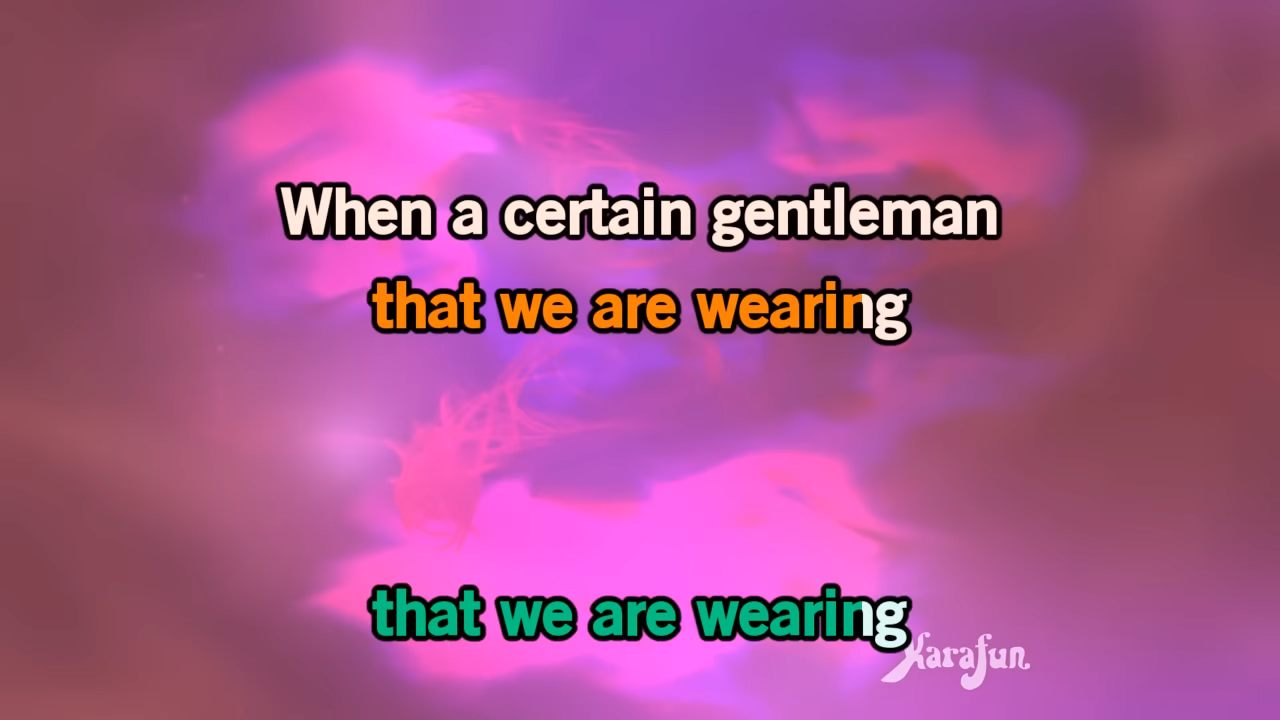 When a certain gentleman
that we are wearing
that we are wearing
Karafun